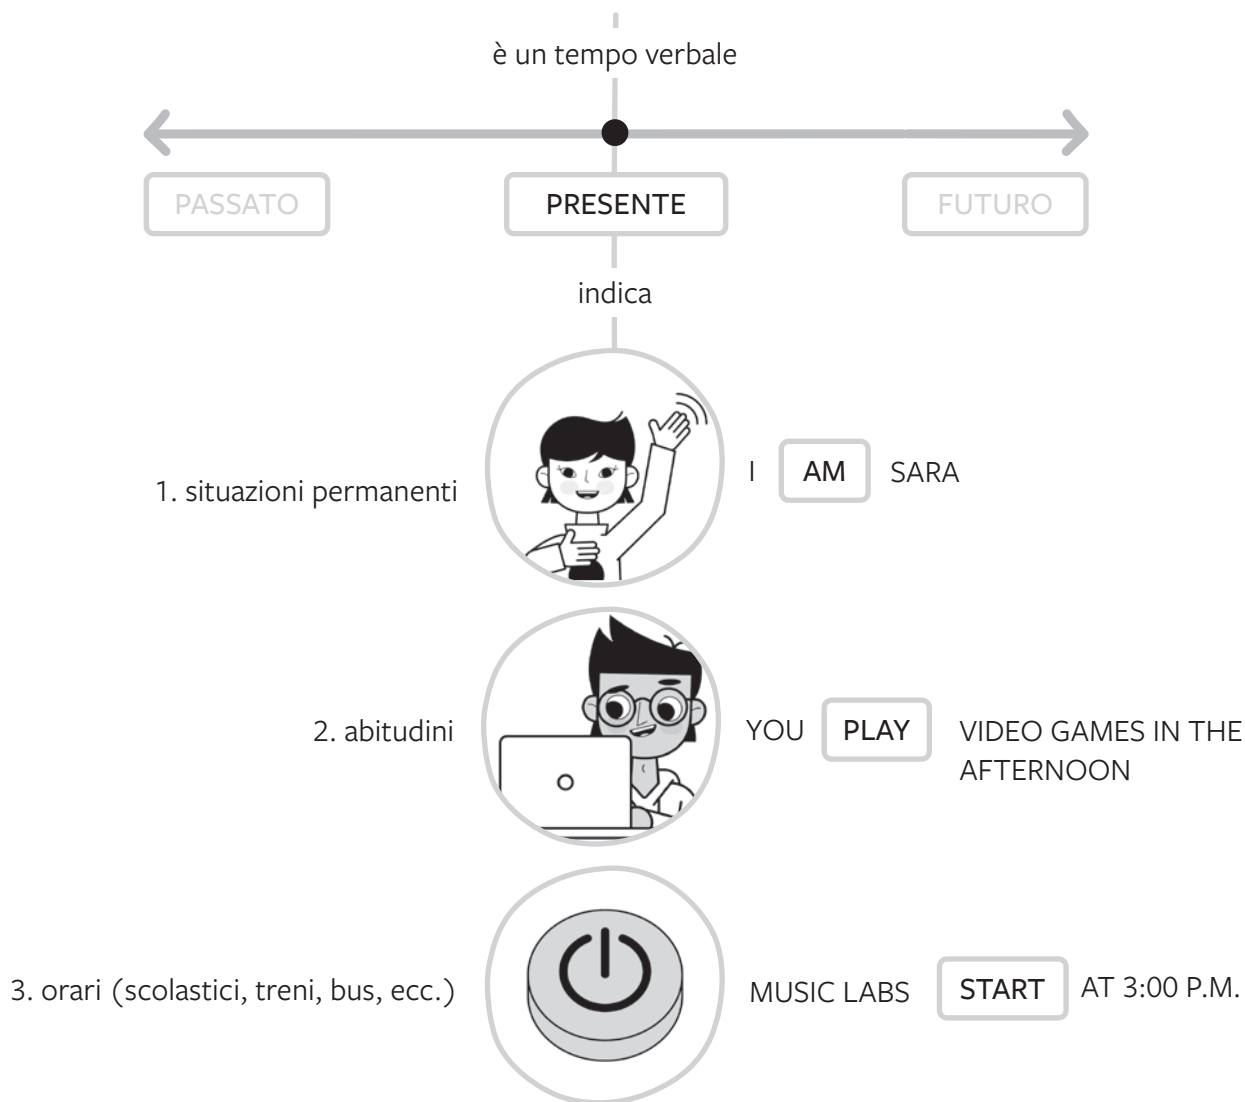 è un tempo verbale
PASSATO
PRESENTE
FUTURO
indica
1. situazioni permanenti
I AM SARA
2. abitudini
YOU PLAY VIDEO GAMES IN THE
AFTERNOON
3. orari (scolastici, treni, bus, ecc.)
MUSIC LABS START AT 3:00 P.M.